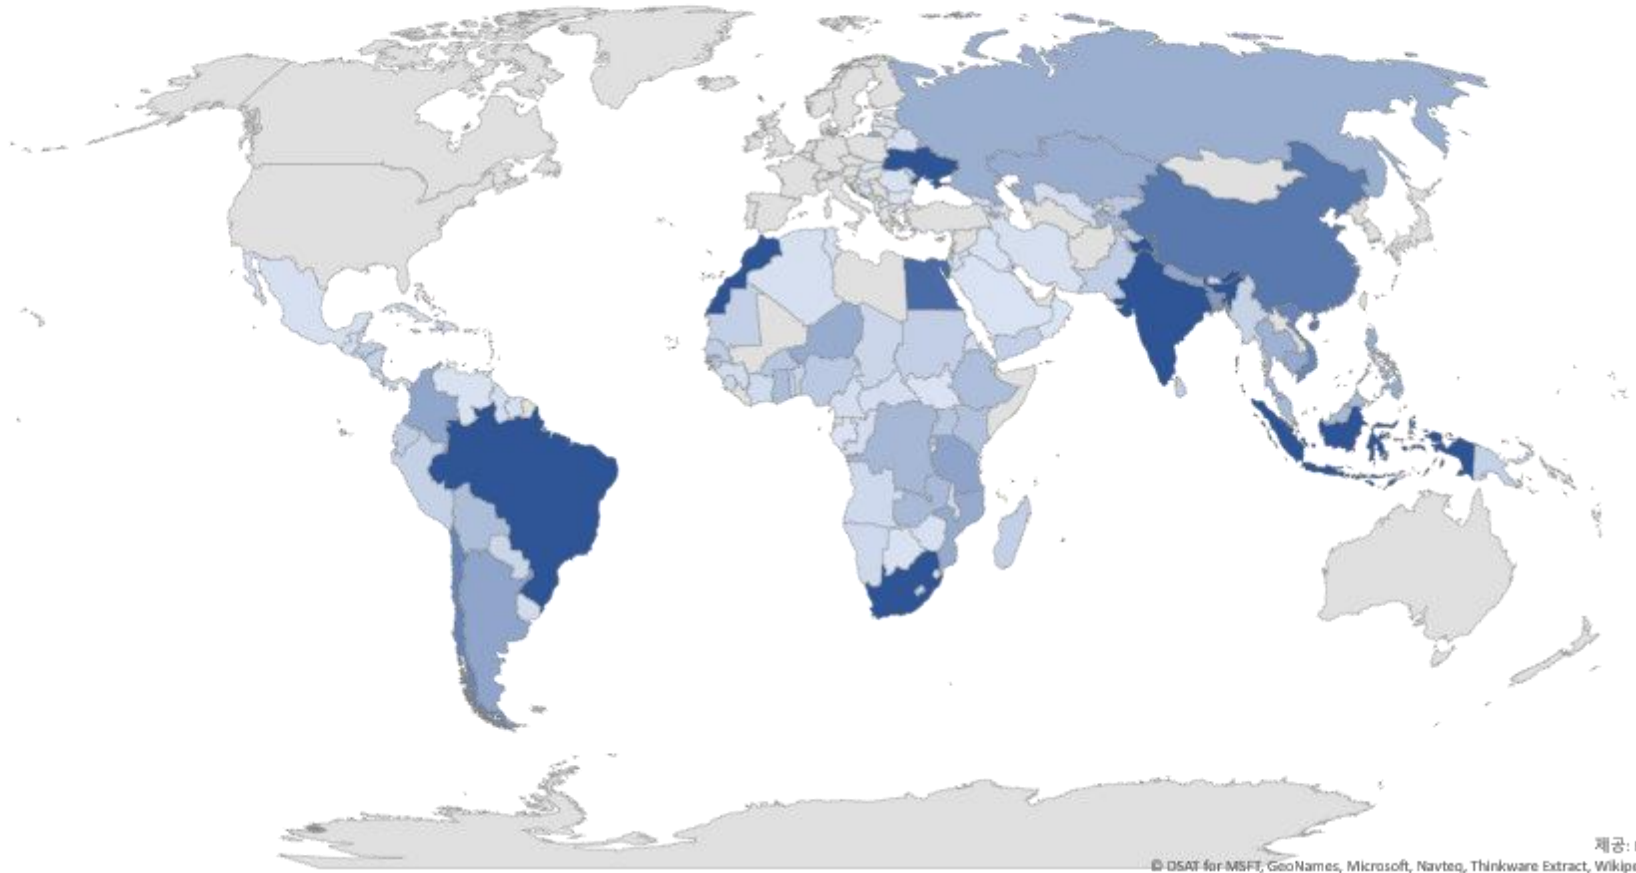 제공:
© DSAT for MSFT, GeoNames, Microsoft, Navteq, Thinkware Extract,